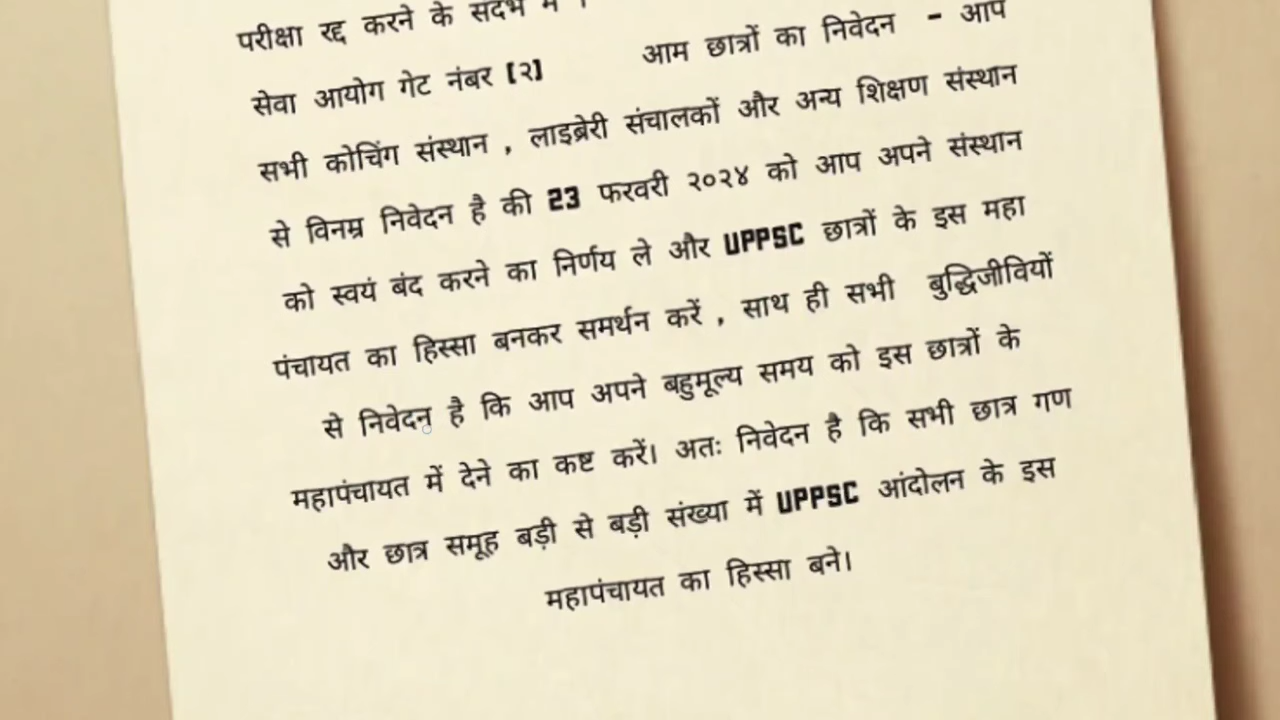 परीक्षा रद्द करने के संदर्भ में ।
आम छात्रों का निवेदन - आप
सेवा आयोग गेट नंबर (२)
सभी कोचिंग संस्थान , लाइब्रेरी संचालकों और अन्य शिक्षण संस्थान
से विनम्र निवेदन है की 23 फरवरी २०२४ को आप अपने संस्थान
को स्वयं बंद करने का निर्णय ले और UPPSC छात्रों के इस महा
पंचायत का हिस्सा बनकर समर्थन करें , साथ ही सभी बुद्धिजीवियों
से निवेदन है कि आप अपने बहुमूल्य समय को इस छात्रों के
महापंचायत में देने का कष्ट करें। अतः निवेदन है कि सभी छात्र गण
और छात्र समूह बड़ी से बड़ी संख्या में UPPSC आंदोलन के इस
महापंचायत का हिस्सा बने।